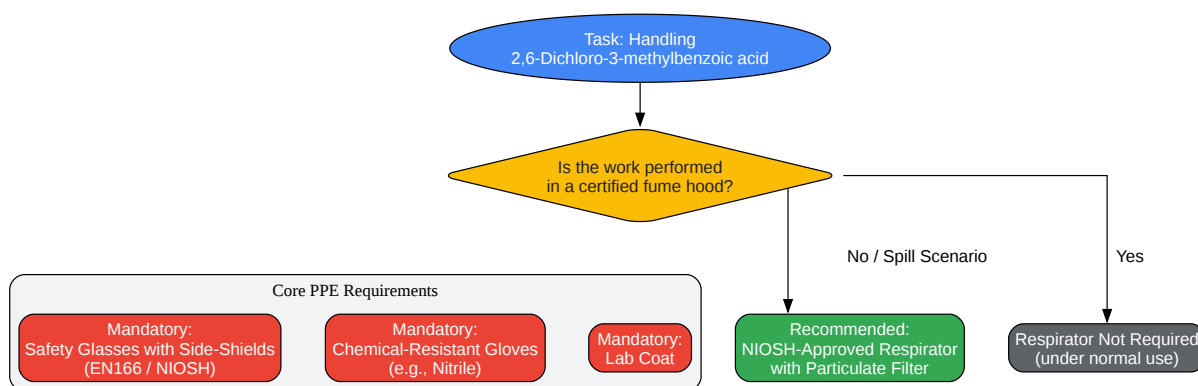 Task: Handling
2,6-Dichloro-3-methylbenzoic acid
Is the work performed
in a certified fume hood?
No / Spill Scenario
Yes
Core PPE Requirements
Mandatory:
Safety Glasses with Side-Shields
(EN166 / NIOSH)
Mandatory:
Chemical-Resistant Gloves
(e.g., Nitrile)
Mandatory:
Lab Coat
Recommended:
NIOSH-Approved Respirator
with Particulate Filter
Respirator Not Required
(under normal use)